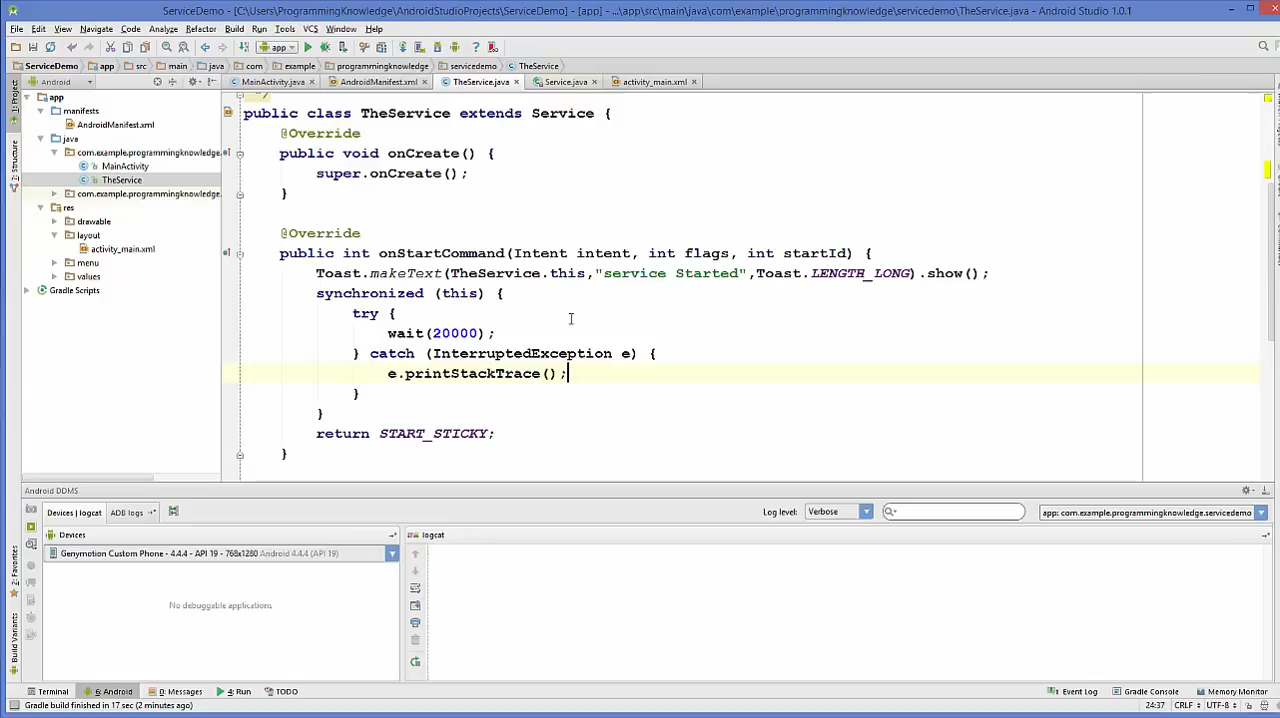 ServiceDemo - [C:\Users\ProgrammingKnowledge\AndroidStudioProjects\ServiceDemo] - [app] - ...\app\src\main\java\com\example\programmingknowledge\servicedemo\TheService.java - Android Studio 1.0.1
File Edit View Navigate Code Analyze Refactor Build Run Tools VCS Window Help
app
ServiceDemo app src main java com example programmingknowledge servicedemo TheService
Android MainActivity.java AndroidManifest.xml TheService.java Service.java activity_main.xml
1: Project
app
manifests
AndroidManifest.xml
java
com.example.programmingknowledge.
MainActivity
TheService
com.example.programmingknowledge.
res
drawable
layout
activity_main.xml
menu
values
Gradle Scripts
Z: Structure
*/
public class TheService extends Service {
@Override
public void onCreate() {
super.onCreate();
}
@Override
public int onStartCommand(Intent intent, int flags, int startId) {
Toast.makeText(TheService.this,"service Started",Toast.LENGTH_LONG).show();
synchronized (this) {
try {
wait(20000);
} catch (InterruptedException e) {
e.printStackTrace();
}
}
return START_STICKY;
}
Android DDMS
Devices | logcat ADB logs Log level: Verbose app: com.example.programmingknowledge.servicedemo
Devices logcat
Genymotion Custom Phone - 4.4.4 - API 19 - 768x1280 Android 4.4.4 (API 19)
No debuggable applications
2: Favorites
Build Variants
Terminal 6: Android 0: Messages 4: Run TODO Event Log Gradle Console Memory Monitor
Gradle build finished in 17 sec (2 minutes ago) 24:37 CRLF UTF-8